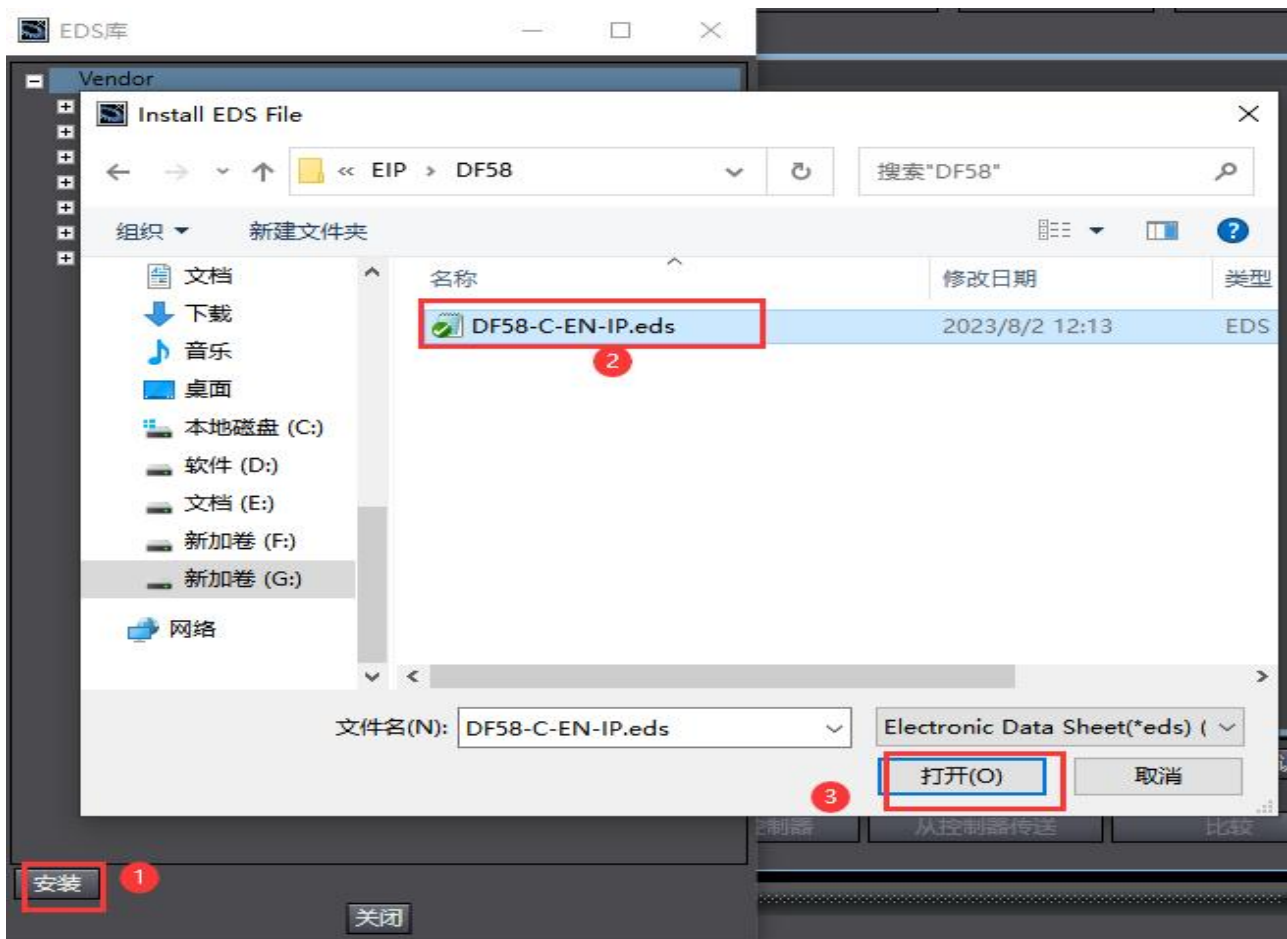 EDS库
Vendor
Install EDS File
« EIP › DF58
搜索"DF58"
组织
新建文件夹
名称
修改日期
类型
文档
下载
音乐
桌面
本地磁盘 (C:)
软件 (D:)
文档 (E:)
新加卷 (F:)
新加卷 (G:)
网络
DF58-C-EN-IP.eds
2023/8/2 12:13
EDS
2
文件名(N):
DF58-C-EN-IP.eds
Electronic Data Sheet(*eds) (
打开(O)
取消
3
控制器
从控制器传送
比较
安装
1
关闭